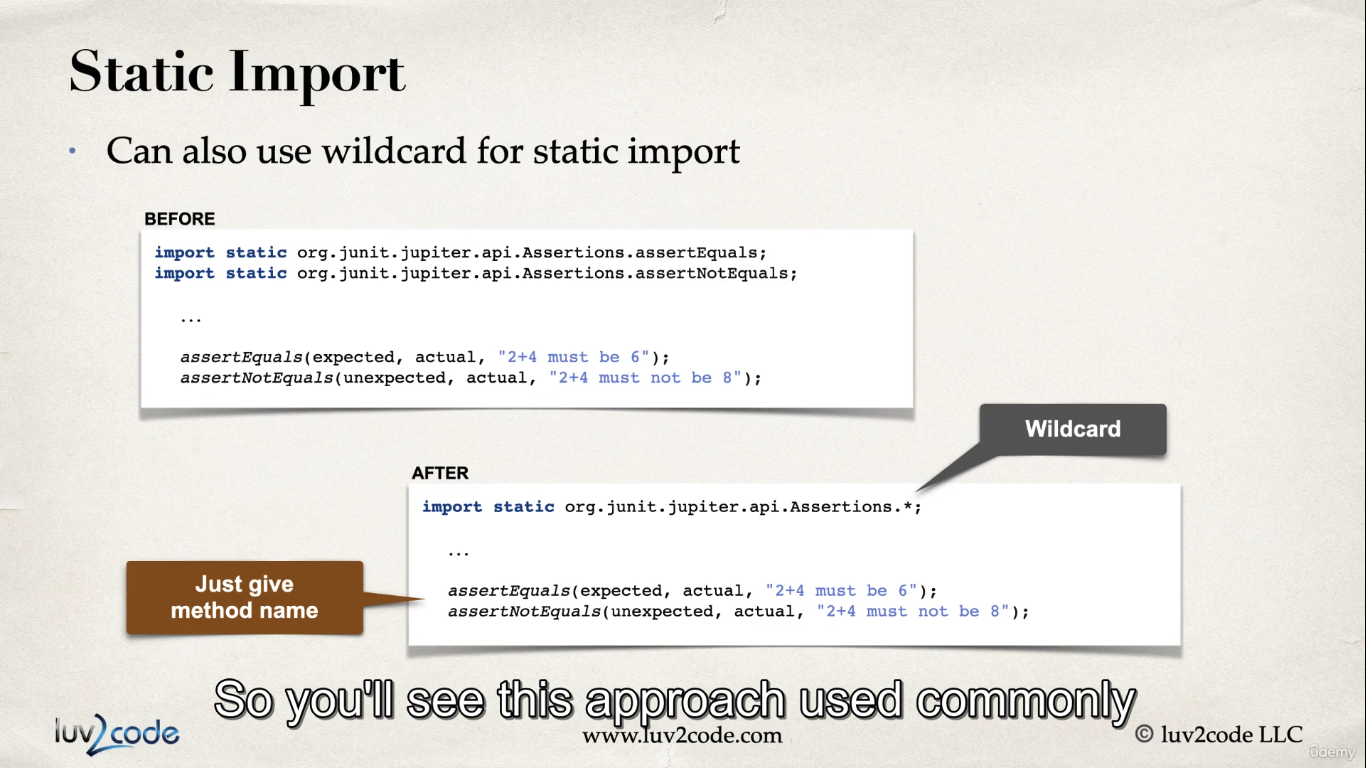 Static Import
• Can also use wildcard for static import
BEFORE
import static org.junit.jupiter.api.Assertions.assertEquals;
import static org.junit.jupiter.api.Assertions.assertNotEquals;
...
assertEquals(expected, actual, "2+4 must be 6");
assertNotEquals(unexpected, actual, "2+4 must not be 8");
Wildcard
AFTER
import static org.junit.jupiter.api.Assertions.*;
...
Just give
method name
assertEquals(expected, actual, "2+4 must be 6");
assertNotEquals(unexpected, actual, "2+4 must not be 8");
So you'll see this approach used commonly
luv2code
www.luv2code.com
© luv2code LLC
ûdemy